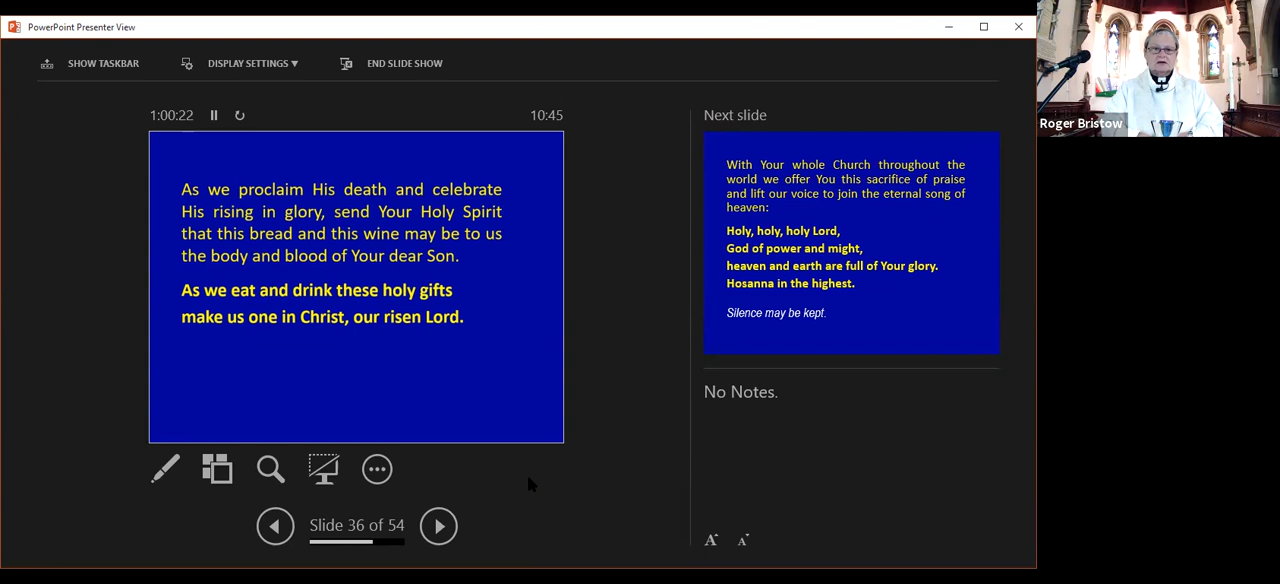 PowerPoint Presenter View
SHOW TASKBAR
DISPLAY SETTINGS
END SLIDE SHOW
1:00:22
10:45
As we proclaim His death and celebrate
His rising in glory, send Your Holy Spirit
that this bread and this wine may be to us
the body and blood of Your dear Son.
As we eat and drink these holy gifts
make us one in Christ, our risen Lord.
Slide 36 of 54
Next slide
With Your whole Church throughout the
world we offer You this sacrifice of praise
and lift our voice to join the eternal song of
heaven:
Holy, holy, holy Lord,
God of power and might,
heaven and earth are full of Your glory.
Hosanna in the highest.
Silence may be kept.
No Notes.
A A
Roger Bristow